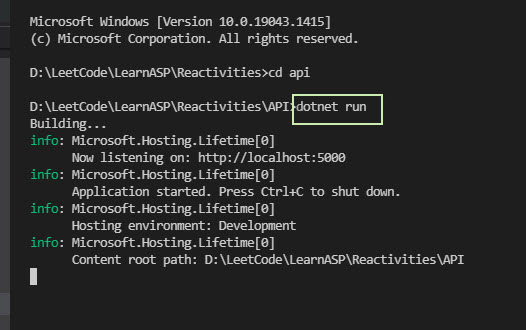 Microsoft Windows [Version 10.0.19043.1415]
(c) Microsoft Corporation. All rights reserved.
D:\LeetCode\LearnASP\Reactivities>cd api
D:\LeetCode\LearnASP\Reactivities\API>dotnet run
Building...
info: Microsoft.Hosting.Lifetime[0]
Now listening on: http://localhost:5000
info: Microsoft.Hosting.Lifetime[0]
Application started. Press Ctrl+C to shut down.
info: Microsoft.Hosting.Lifetime[0]
Hosting environment: Development
info: Microsoft.Hosting.Lifetime[0]
Content root path: D:\LeetCode\LearnASP\Reactivities\API